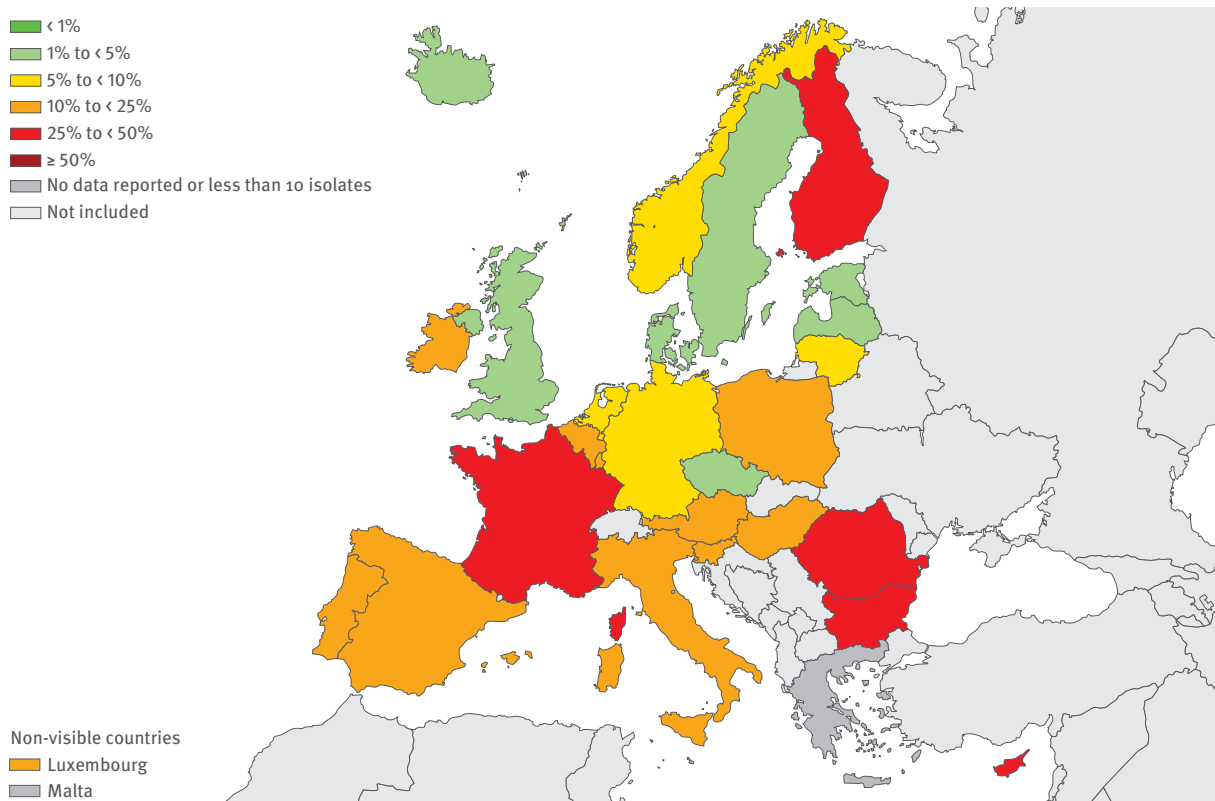 < 1%
1% to < 5%
5% to < 10%
10% to < 25%
25% to < 50%
≥ 50%
No data reported or less than 10 isolates
Not included
Non-visible countries
Luxembourg
Malta